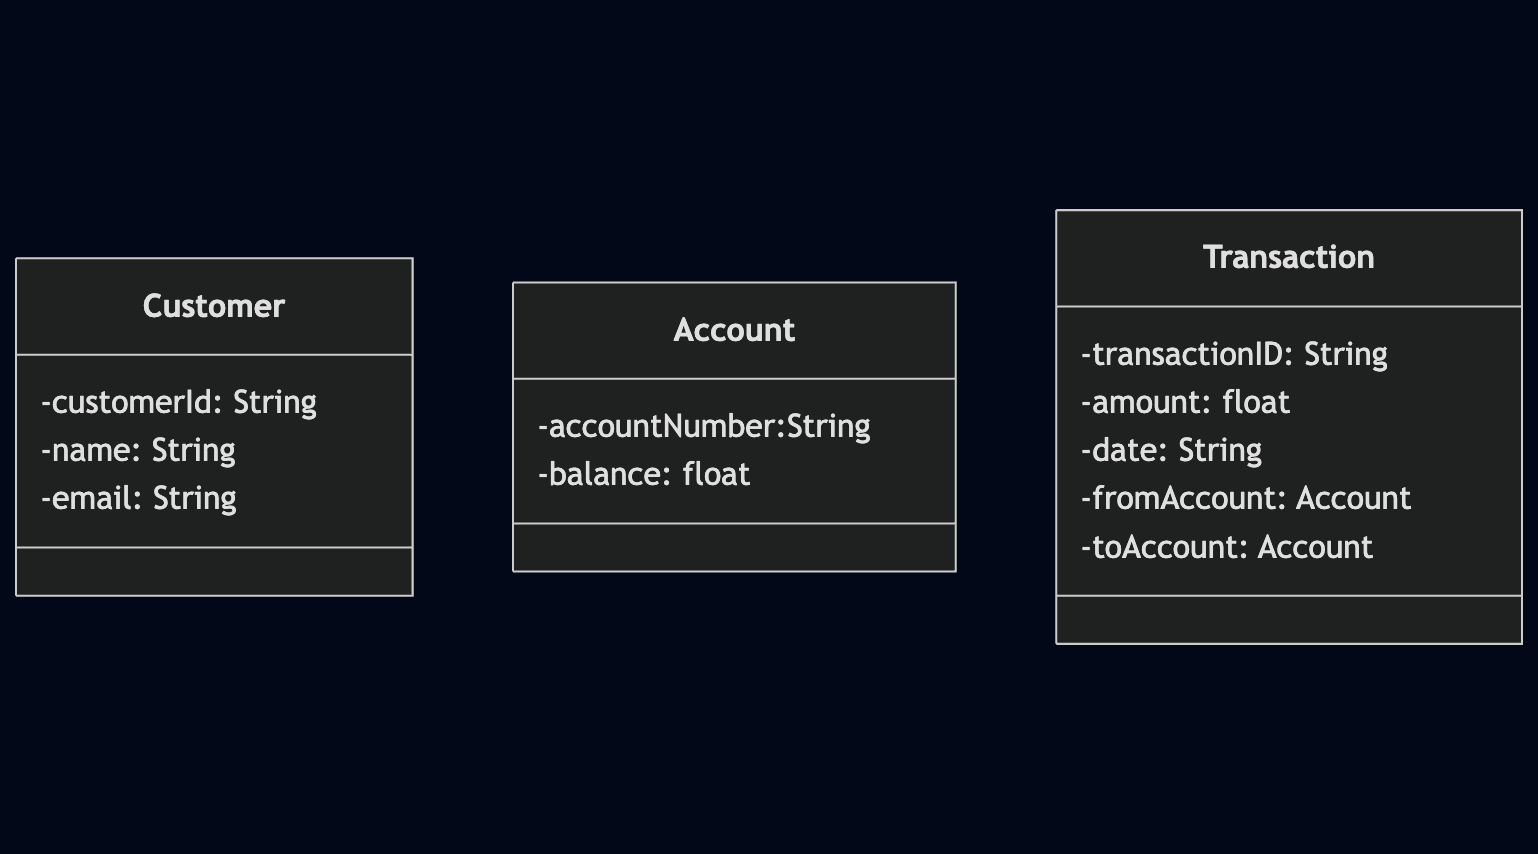 Customer
-customerId: String
-name: String
-email: String
Account
-accountNumber:String
-balance: float
Transaction
-transactionID: String
-amount: float
-date: String
-fromAccount: Account
-toAccount: Account